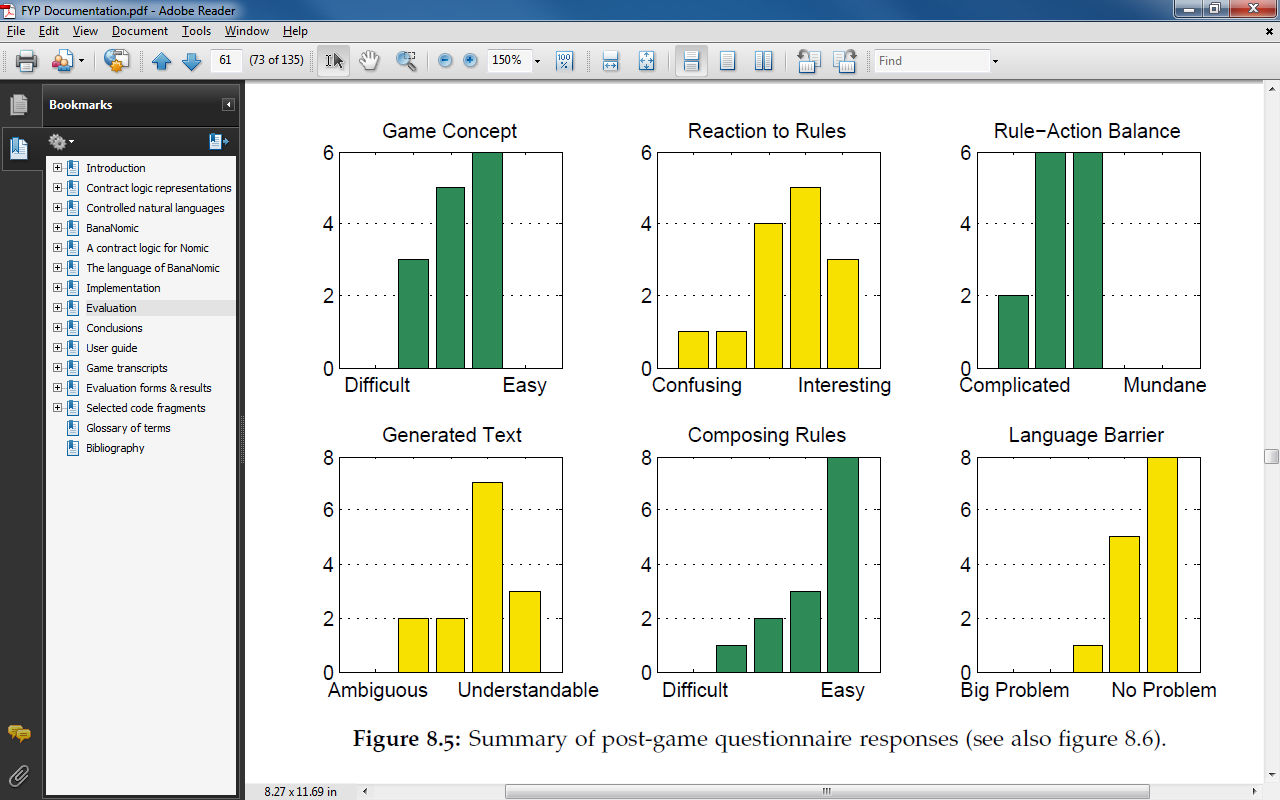 FYP Documentation.pdf - Adobe Reader
File Edit View Document Tools Window Help
61 (73 of 135) 150% Find
Bookmarks
Introduction
Contract logic representations
Controlled natural languages
BanaNomic
A contract logic for Nomic
The language of BanaNomic
Implementation
Evaluation
Conclusions
User guide
Game transcripts
Evaluation forms & results
Selected code fragments
Glossary of terms
Bibliography
Game Concept
6
4
2
0
Difficult Easy
Reaction to Rules
6
4
2
0
Confusing Interesting
Rule−Action Balance
6
4
2
0
Complicated Mundane
Generated Text
8
6
4
2
0
Ambiguous Understandable
Composing Rules
8
6
4
2
0
Difficult Easy
Language Barrier
8
6
4
2
0
Big Problem No Problem
Figure 8.5: Summary of post-game questionnaire responses (see also figure 8.6).
8.27 x 11.69 in